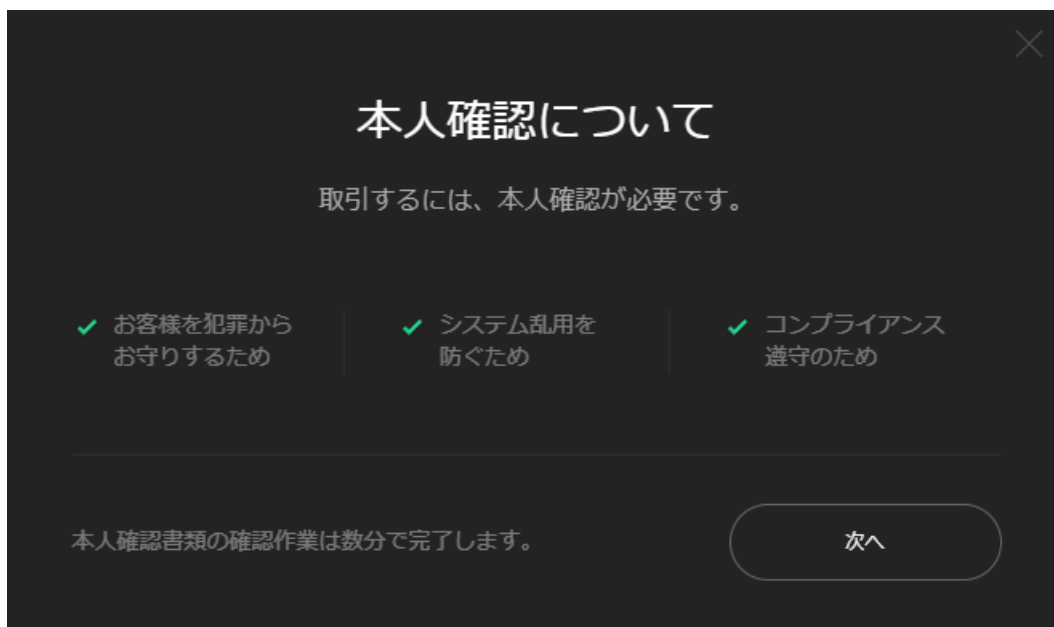 本人確認について
取引するには、本人確認が必要です。
お客様を犯罪から
お守りするため
システム乱用を
防ぐため
コンプライアンス
遵守のため
本人確認書類の確認作業は数分で完了します。
次へ